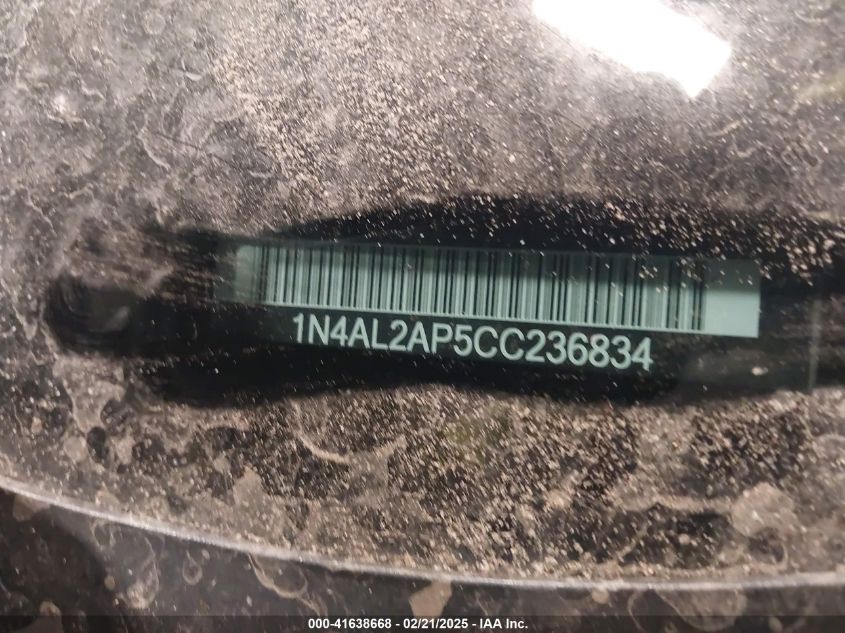 1N4AL2AP5CC236834
000-41638668 - 02/21/2025 - IAA, Inc.